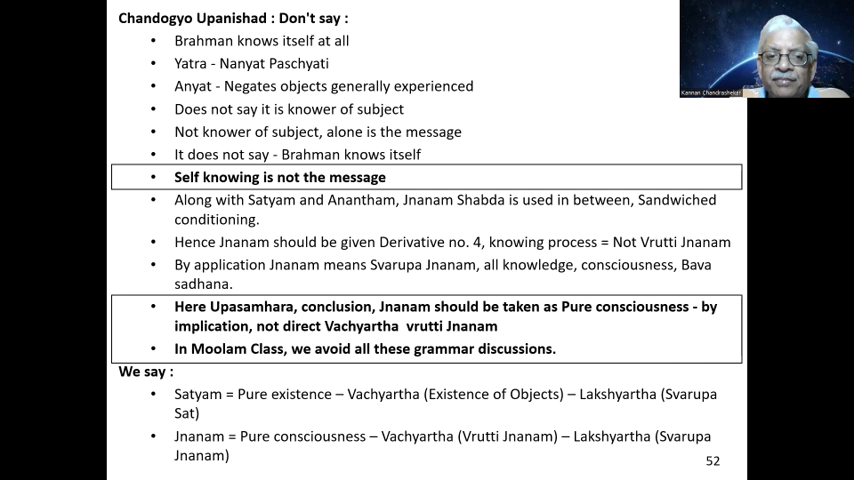 Chandogyo Upanishad : Don't say :
• Brahman knows itself at all
• Yatra - Nanyat Paschyati
• Anyat - Negates objects generally experienced
• Does not say it is knower of subject
• Not knower of subject, alone is the message
• It does not say - Brahman knows itself
• Self knowing is not the message
• Along with Satyam and Anantham, Jnanam Shabda is used in between, Sandwiched
conditioning.
• Hence Jnanam should be given Derivative no. 4, knowing process = Not Vrutti Jnanam
• By application Jnanam means Svarupa Jnanam, all knowledge, consciousness, Bava
sadhana.
• Here Upasamhara, conclusion, Jnanam should be taken as Pure consciousness - by
implication, not direct Vachyartha vrutti Jnanam
• In Moolam Class, we avoid all these grammar discussions.
We say :
• Satyam = Pure existence – Vachyartha (Existence of Objects) – Lakshyartha (Svarupa
Sat)
• Jnanam = Pure consciousness – Vachyartha (Vrutti Jnanam) – Lakshyartha (Svarupa
Jnanam)
52
Kannan Chandrashekar